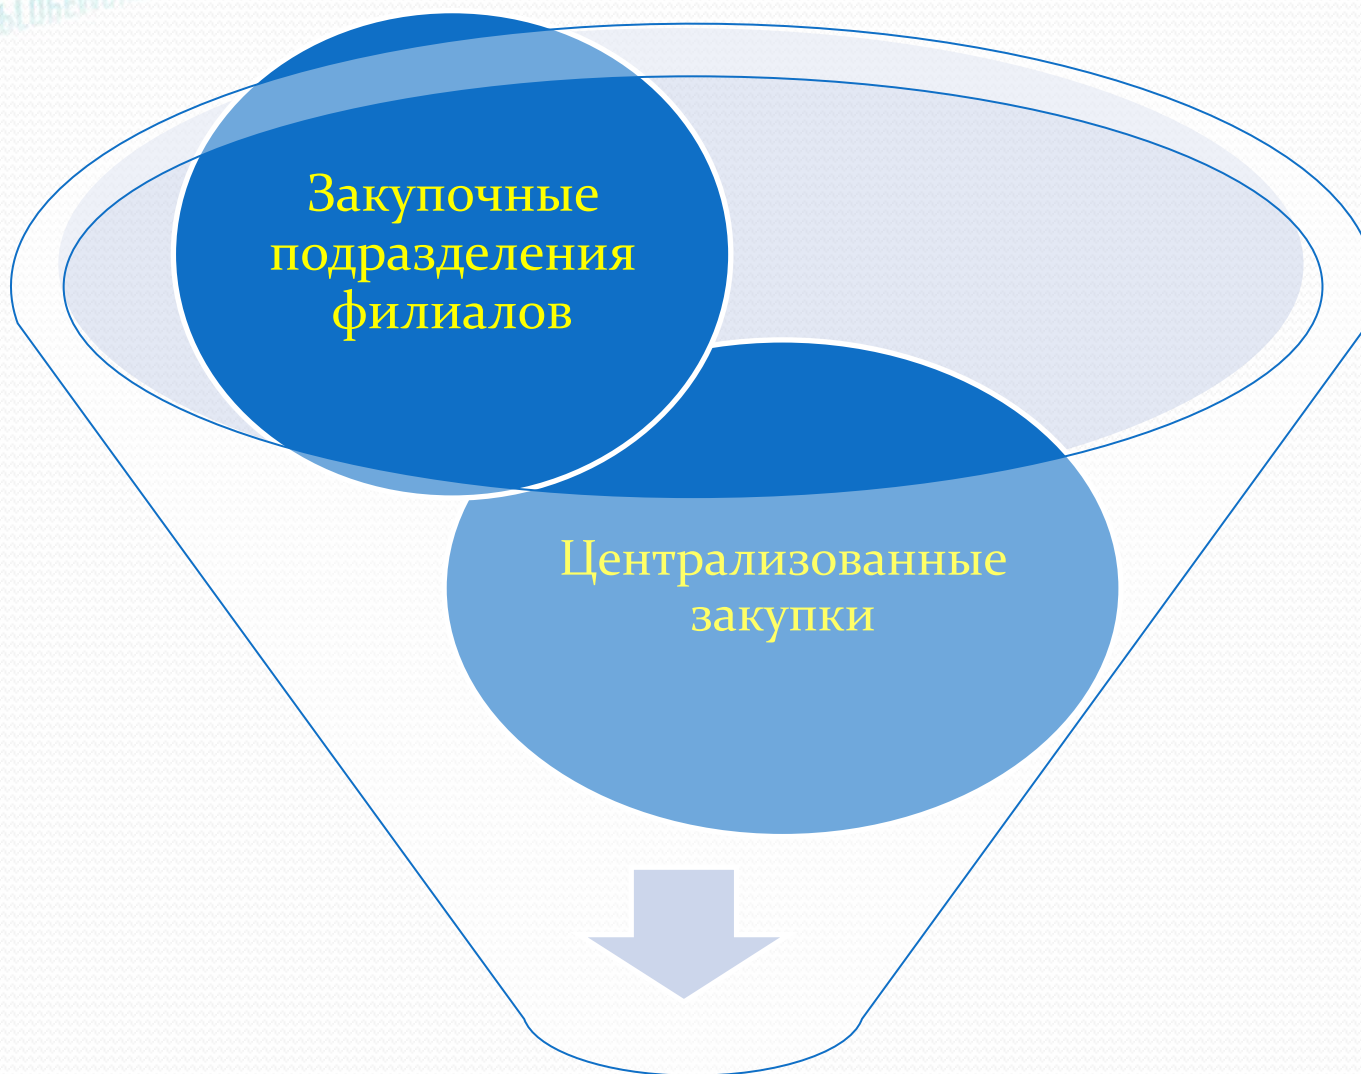 Закупочные
подразделения
филиалов
Централизованные
закупки